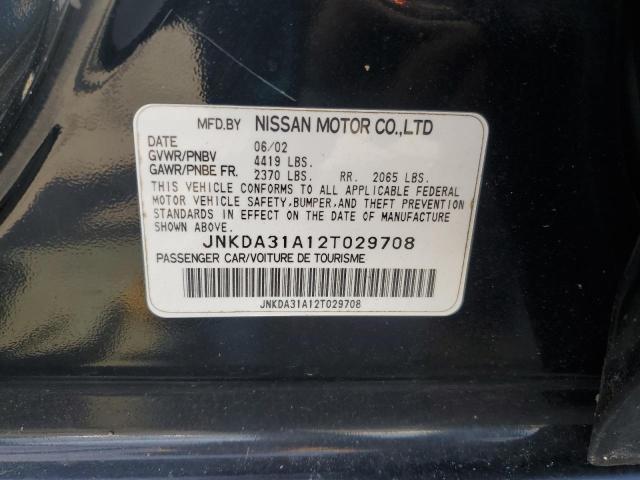 MFD.BY NISSAN MOTOR CO.,LTD
DATE 06/02
GVWR/PNBV 4419 LBS.
GAWR/PNBE FR. 2370 LBS. RR. 2065 LBS.
THIS VEHICLE CONFORMS TO ALL APPLICABLE FEDERAL
MOTOR VEHICLE SAFETY,BUMPER,AND THEFT PREVENTION
STANDARDS IN EFFECT ON THE DATE OF MANUFACTURE
SHOWN ABOVE.
JNKDA31A12T029708
PASSENGER CAR/VOITURE DE TOURISME
JNKDA31A12T029708